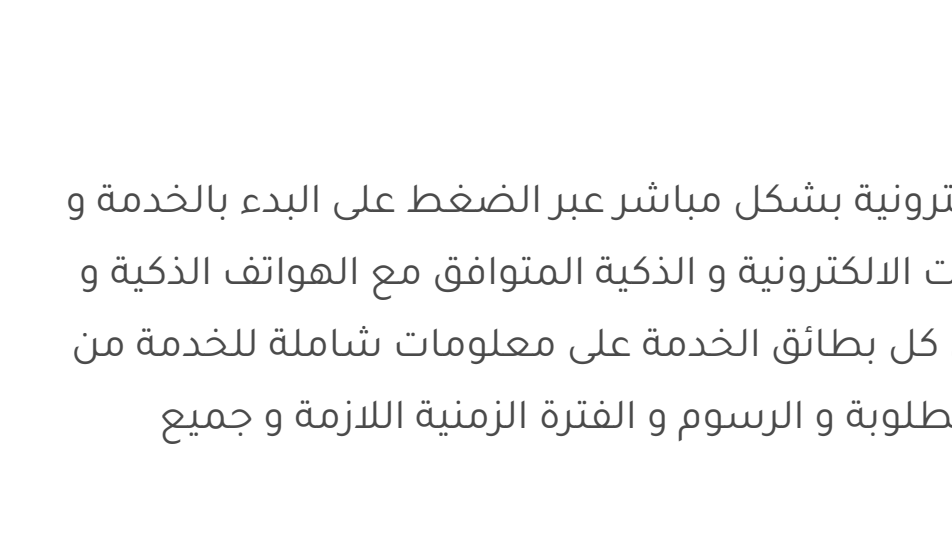 ترونية بشكل مباشر عبر الضغط على البدء بالخدمة و
ت الالكترونية و الذكية المتوافق مع الهواتف الذكية و
كل بطائق الخدمة على معلومات شاملة للخدمة من
طلوبة و الرسوم و الفترة الزمنية اللازمة و جميع